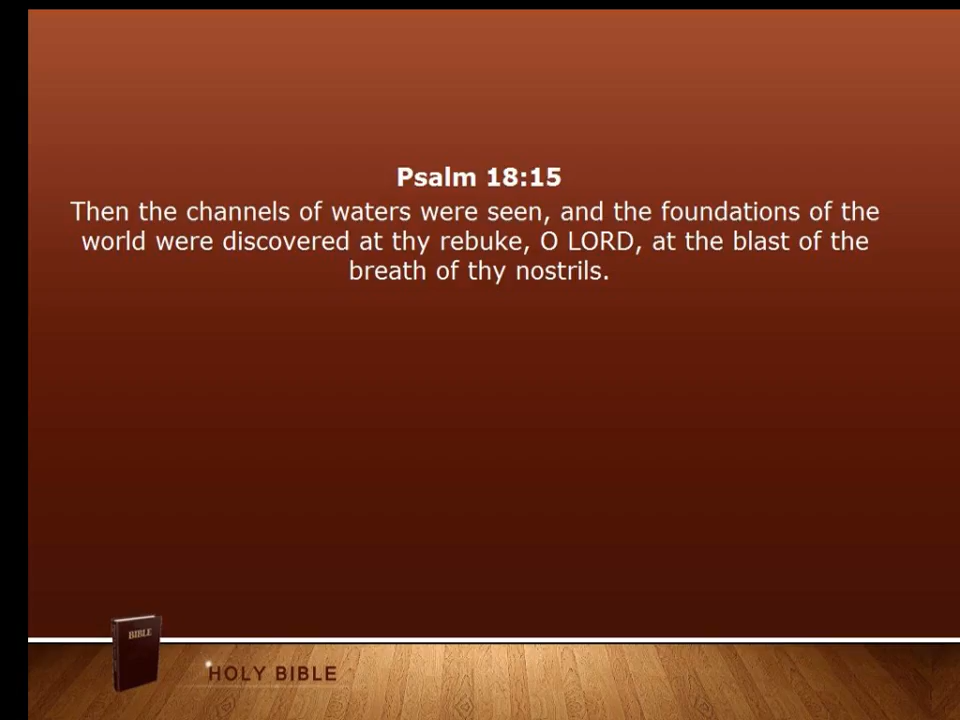 Psalm 18:15
Then the channels of waters were seen, and the foundations of the
world were discovered at thy rebuke, O LORD, at the blast of the
breath of thy nostrils.
BIBLE
HOLY BIBLE